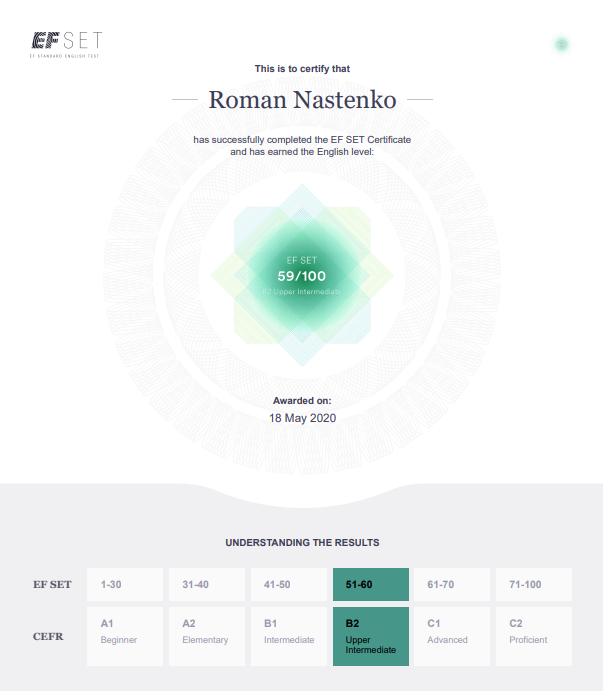 EF SET
EF STANDARD ENGLISH TEST
This is to certify that
Roman Nastenko
has successfully completed the EF SET Certificate
and has earned the English level:
EF SET
59/100
B2 Upper Intermediate
Awarded on:
18 May 2020
UNDERSTANDING THE RESULTS
EF SET 1-30 31-40 41-50 51-60 61-70 71-100
CEFR
A1 A2 B1 B2 C1 C2
Beginner Elementary Intermediate Upper Advanced Proficient
Intermediate